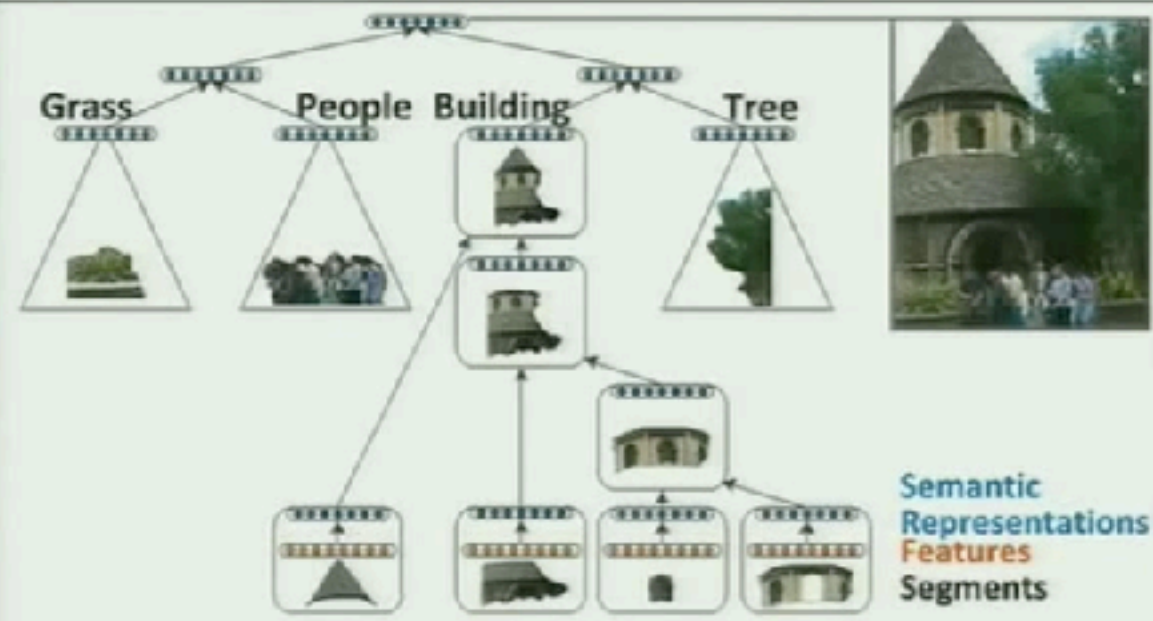 Grass People Building Tree
Semantic
Representations
Features
Segments